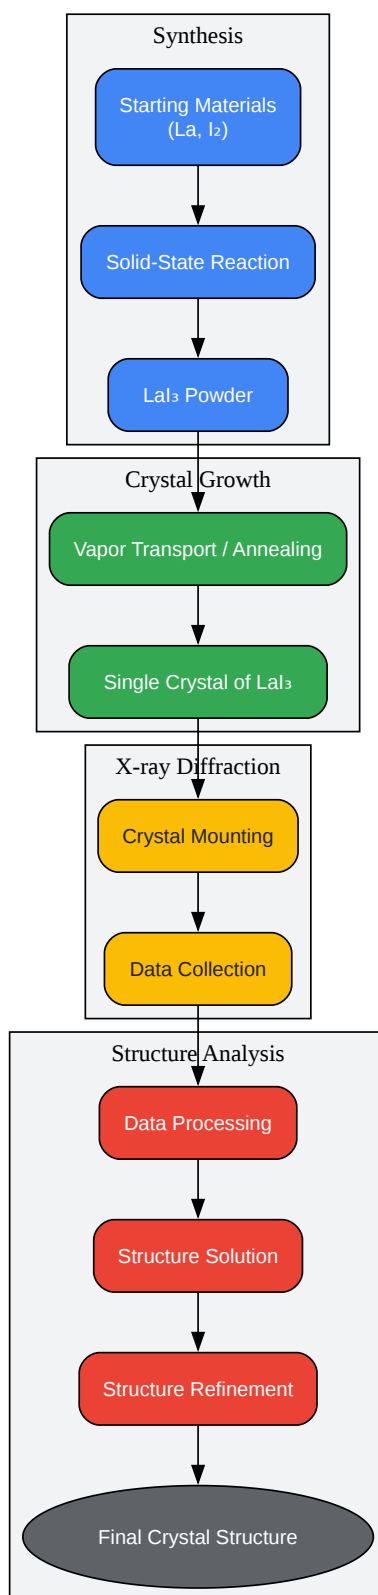 Synthesis
Starting Materials
(La, I₂)
Solid-State Reaction
LaI₃ Powder
Crystal Growth
Vapor Transport / Annealing
Single Crystal of LaI₃
X-ray Diffraction
Crystal Mounting
Data Collection
Structure Analysis
Data Processing
Structure Solution
Structure Refinement
Final Crystal Structure